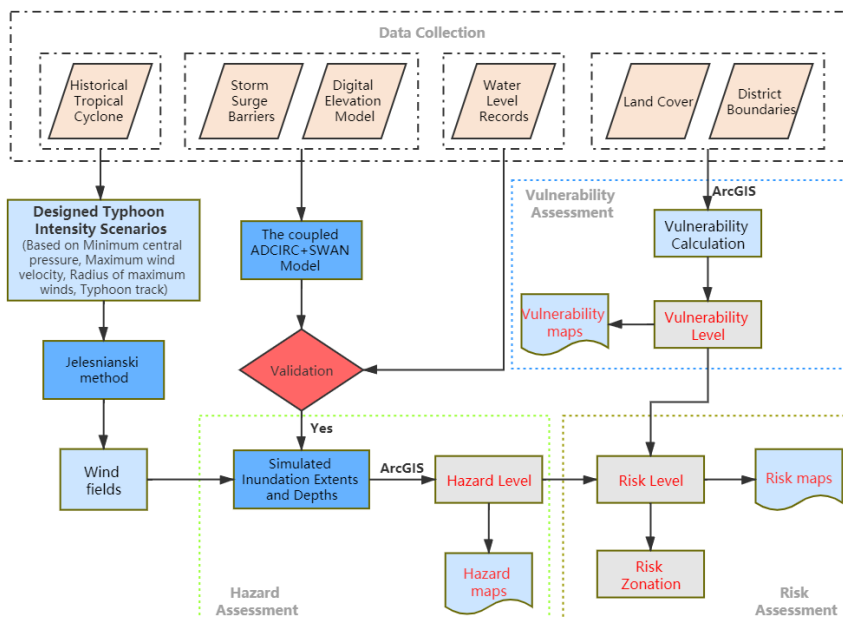 Data Collection
Historical
Tropical
Cyclone
Storm
Surge
Barriers
Digital
Elevation
Model
Water
Level
Records
Land Cover
District
Boundaries
Designed Typhoon
Intensity Scenarios
(Based on Minimum central
pressure, Maximum wind
velocity, Radius of maximum
winds, Typhoon track)
The coupled
ADCIRC+SWAN
Model
Vulnerability
Assessment
ArcGIS
Vulnerability
Calculation
Vulnerability
maps
Vulnerability
Level
Jelesnianski
method
Validation
Yes
Wind
fields
Simulated
Inundation Extents
and Depths
ArcGIS
Hazard Level
Risk Level
Risk maps
Hazard
maps
Risk
Zonation
Hazard
Assessment
Risk
Assessment